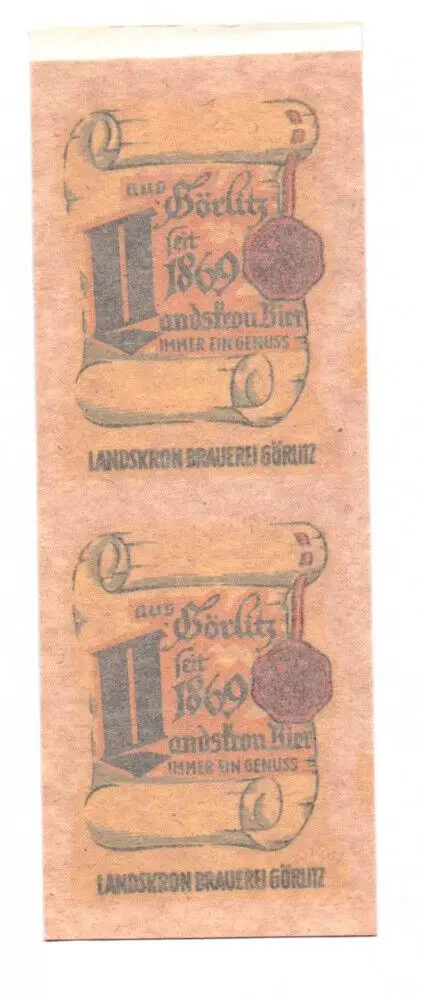 aus
Görlitz
seit
1869
Landskron Bier
IMMER EIN GENUSS
LANDSKRON BRAUEREI GÖRLITZ
aus
Görlitz
seit
1869
Landskron Bier
IMMER EIN GENUSS
LANDSKRON BRAUEREI GÖRLITZ